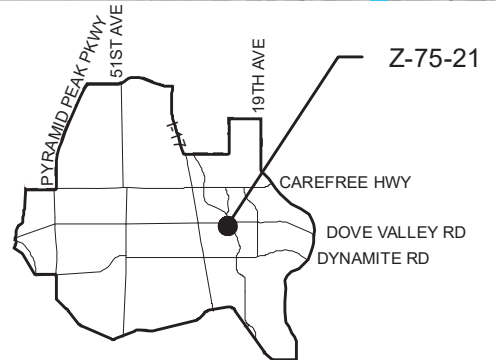 Z-75-21
PYRAMID PEAK PKWY
51ST AVE
19TH AVE
I-17
CAREFREE HWY
DOVE VALLEY RD
DYNAMITE RD